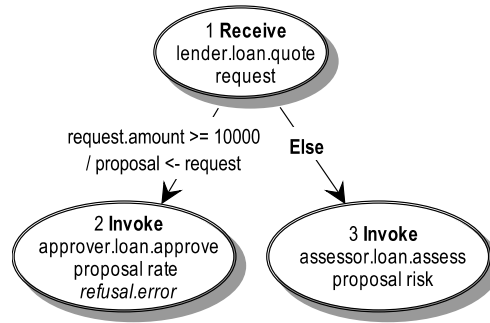 1 Receive
lender.loan.quote
request
request.amount >= 10000
/ proposal <- request
Else
2 Invoke
approver.loan.approve
proposal rate
refusal.error
3 Invoke
assessor.loan.assess
proposal risk